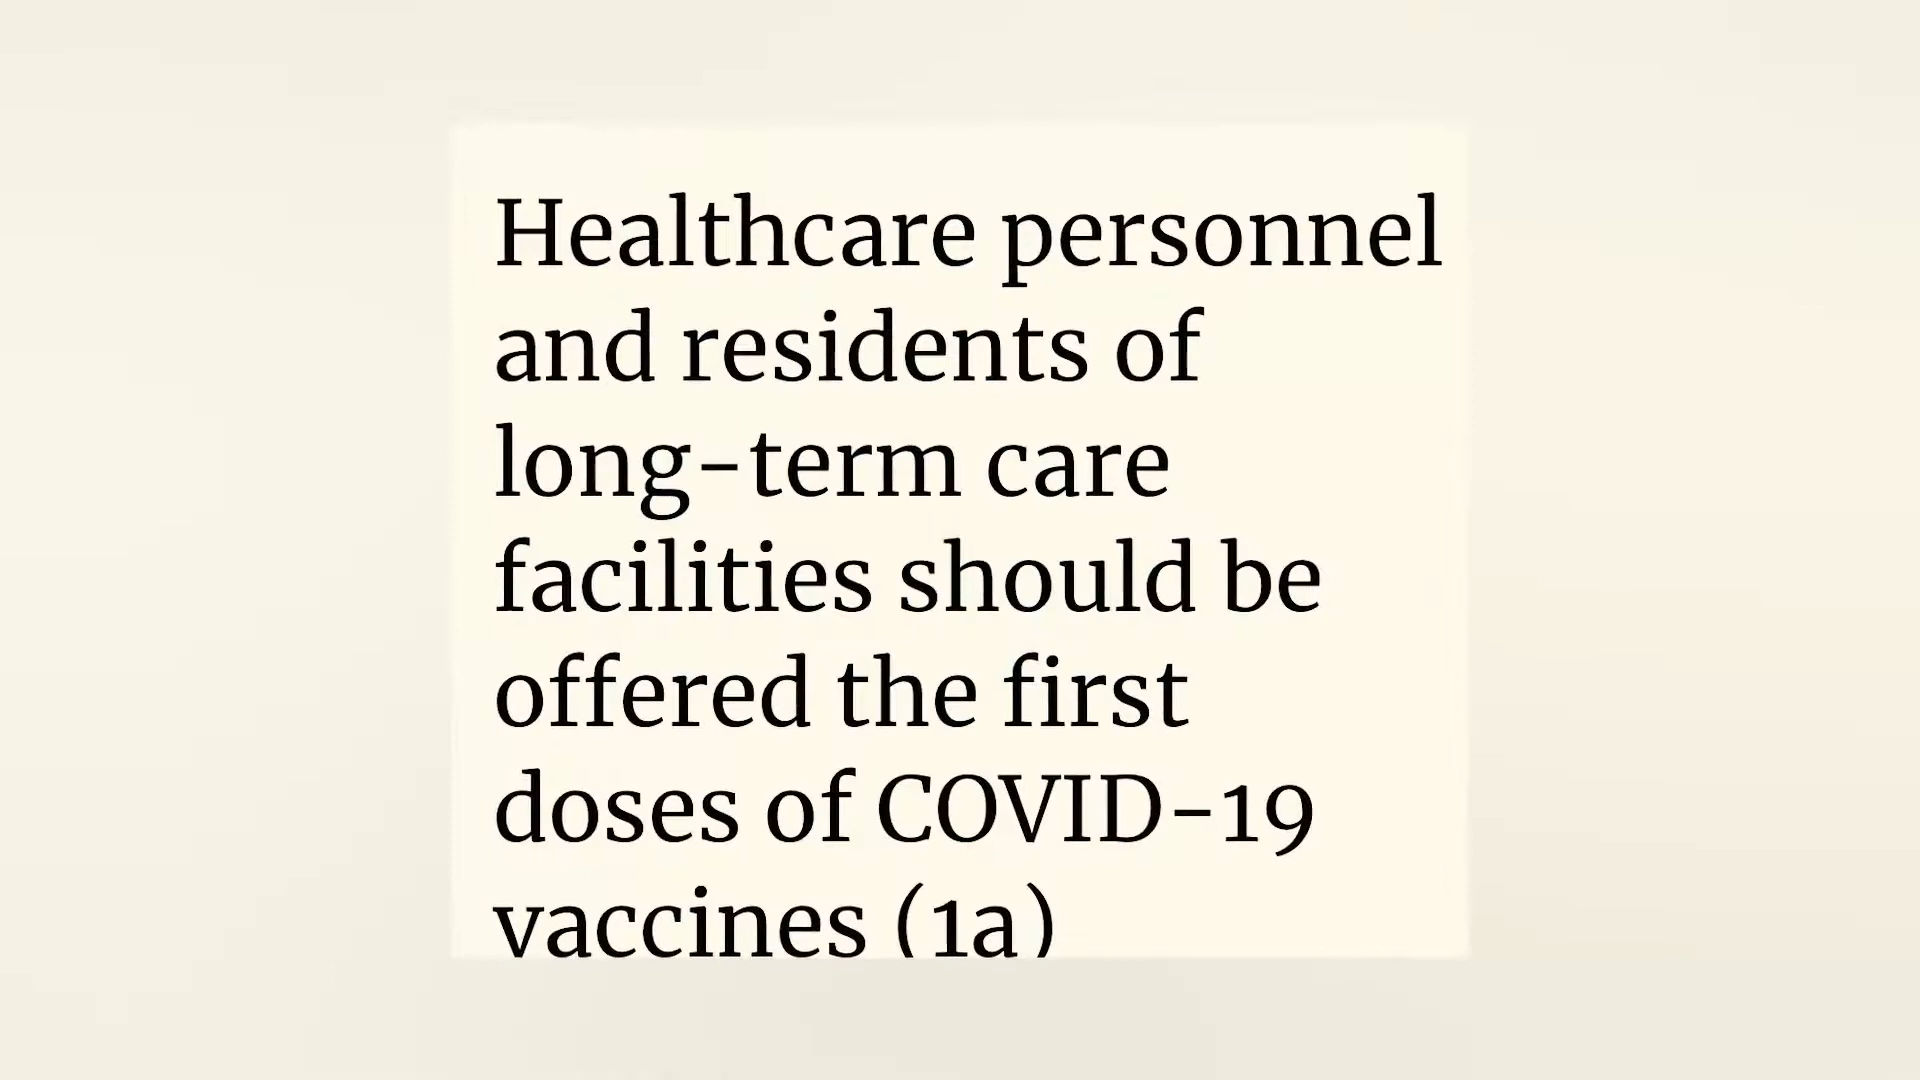 Healthcare personnel
and residents of
long-term care
facilities should be
offered the first
doses of COVID-19
vaccines (1a)